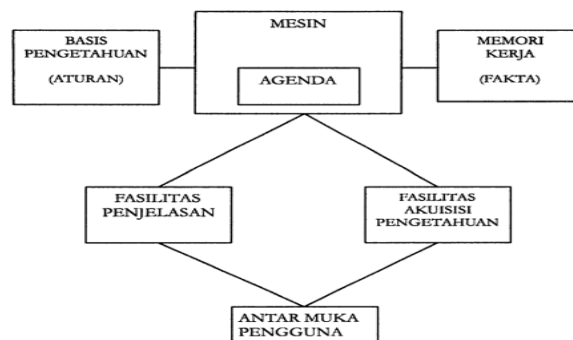 MESIN
BASIS
PENGETAHUAN
(ATURAN)
AGENDA
MEMORI
KERJA
(FAKTA)
FASILITAS
PENJELASAN
FASILITAS
AKUISISI
PENGETAHUAN
ANTAR MUKA
PENGGUNA